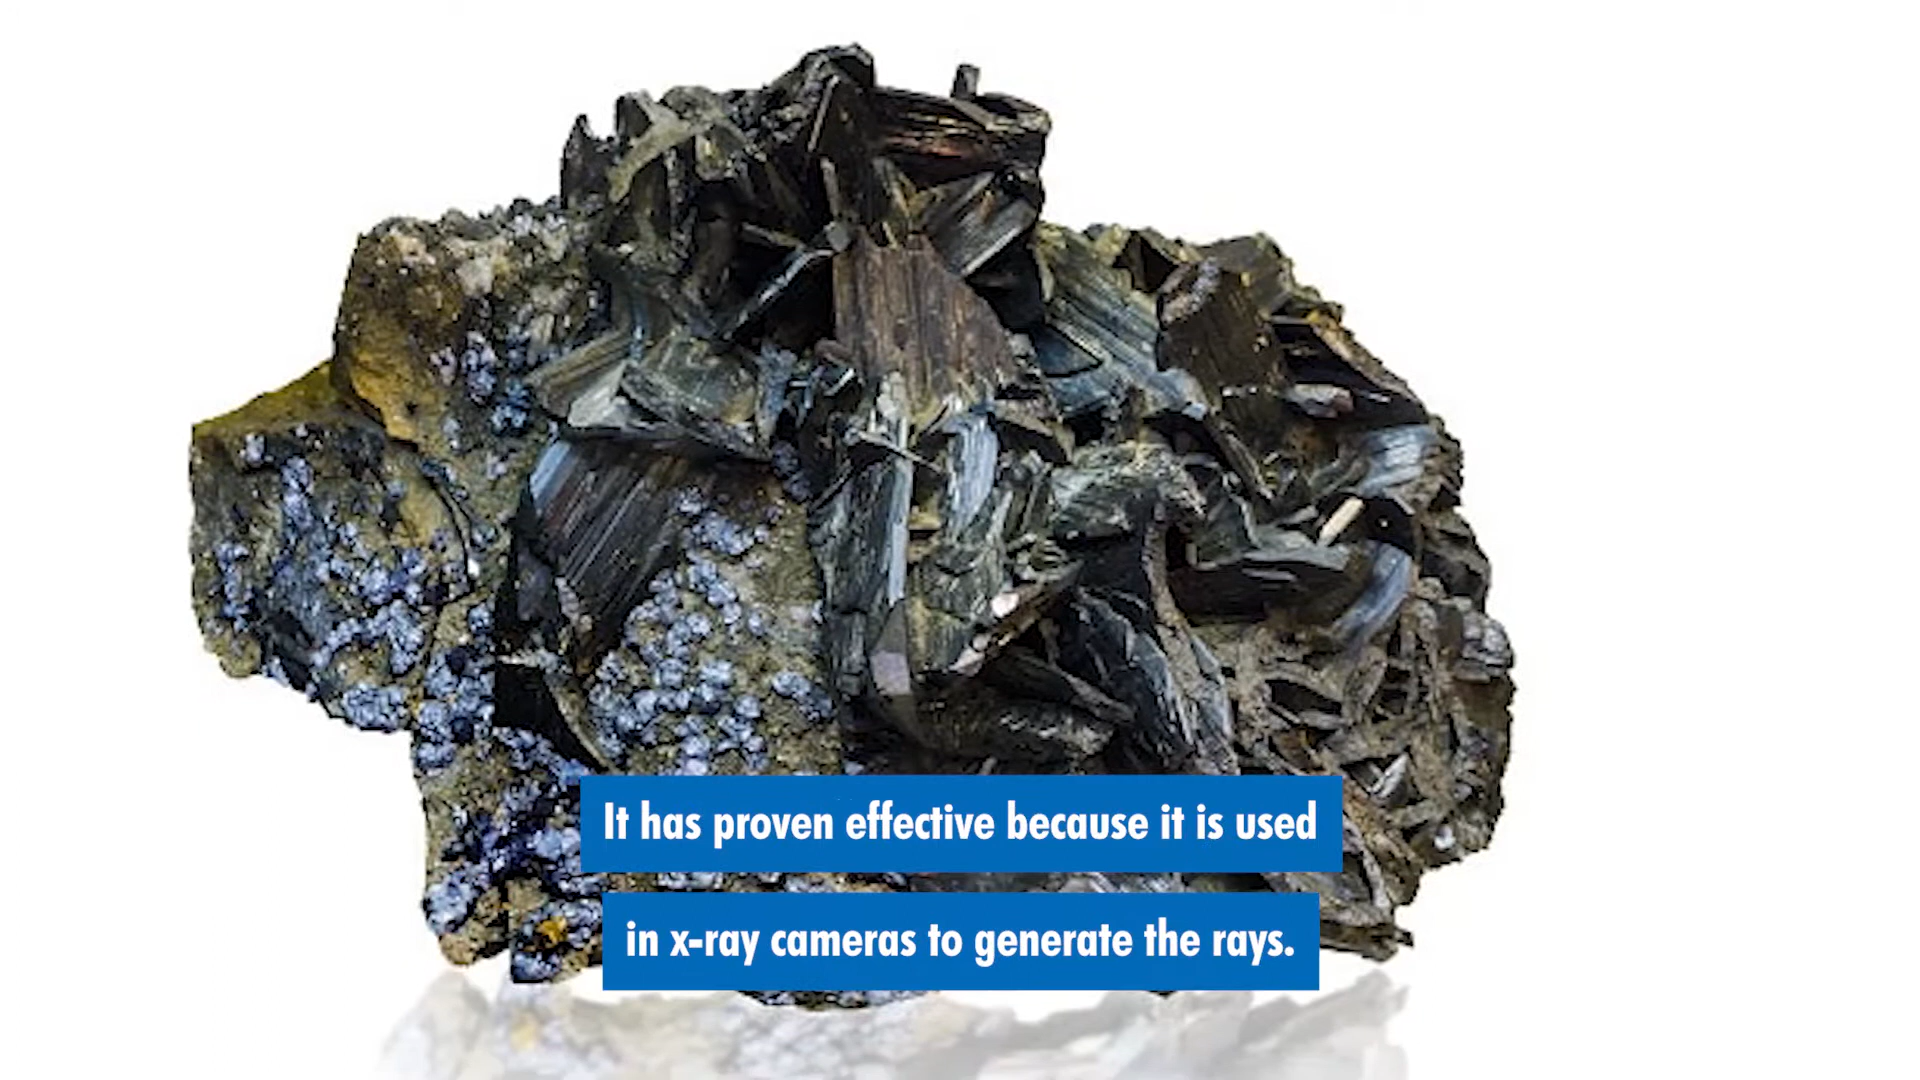 It has proven effective because it is used
in x-ray cameras to generate the rays.